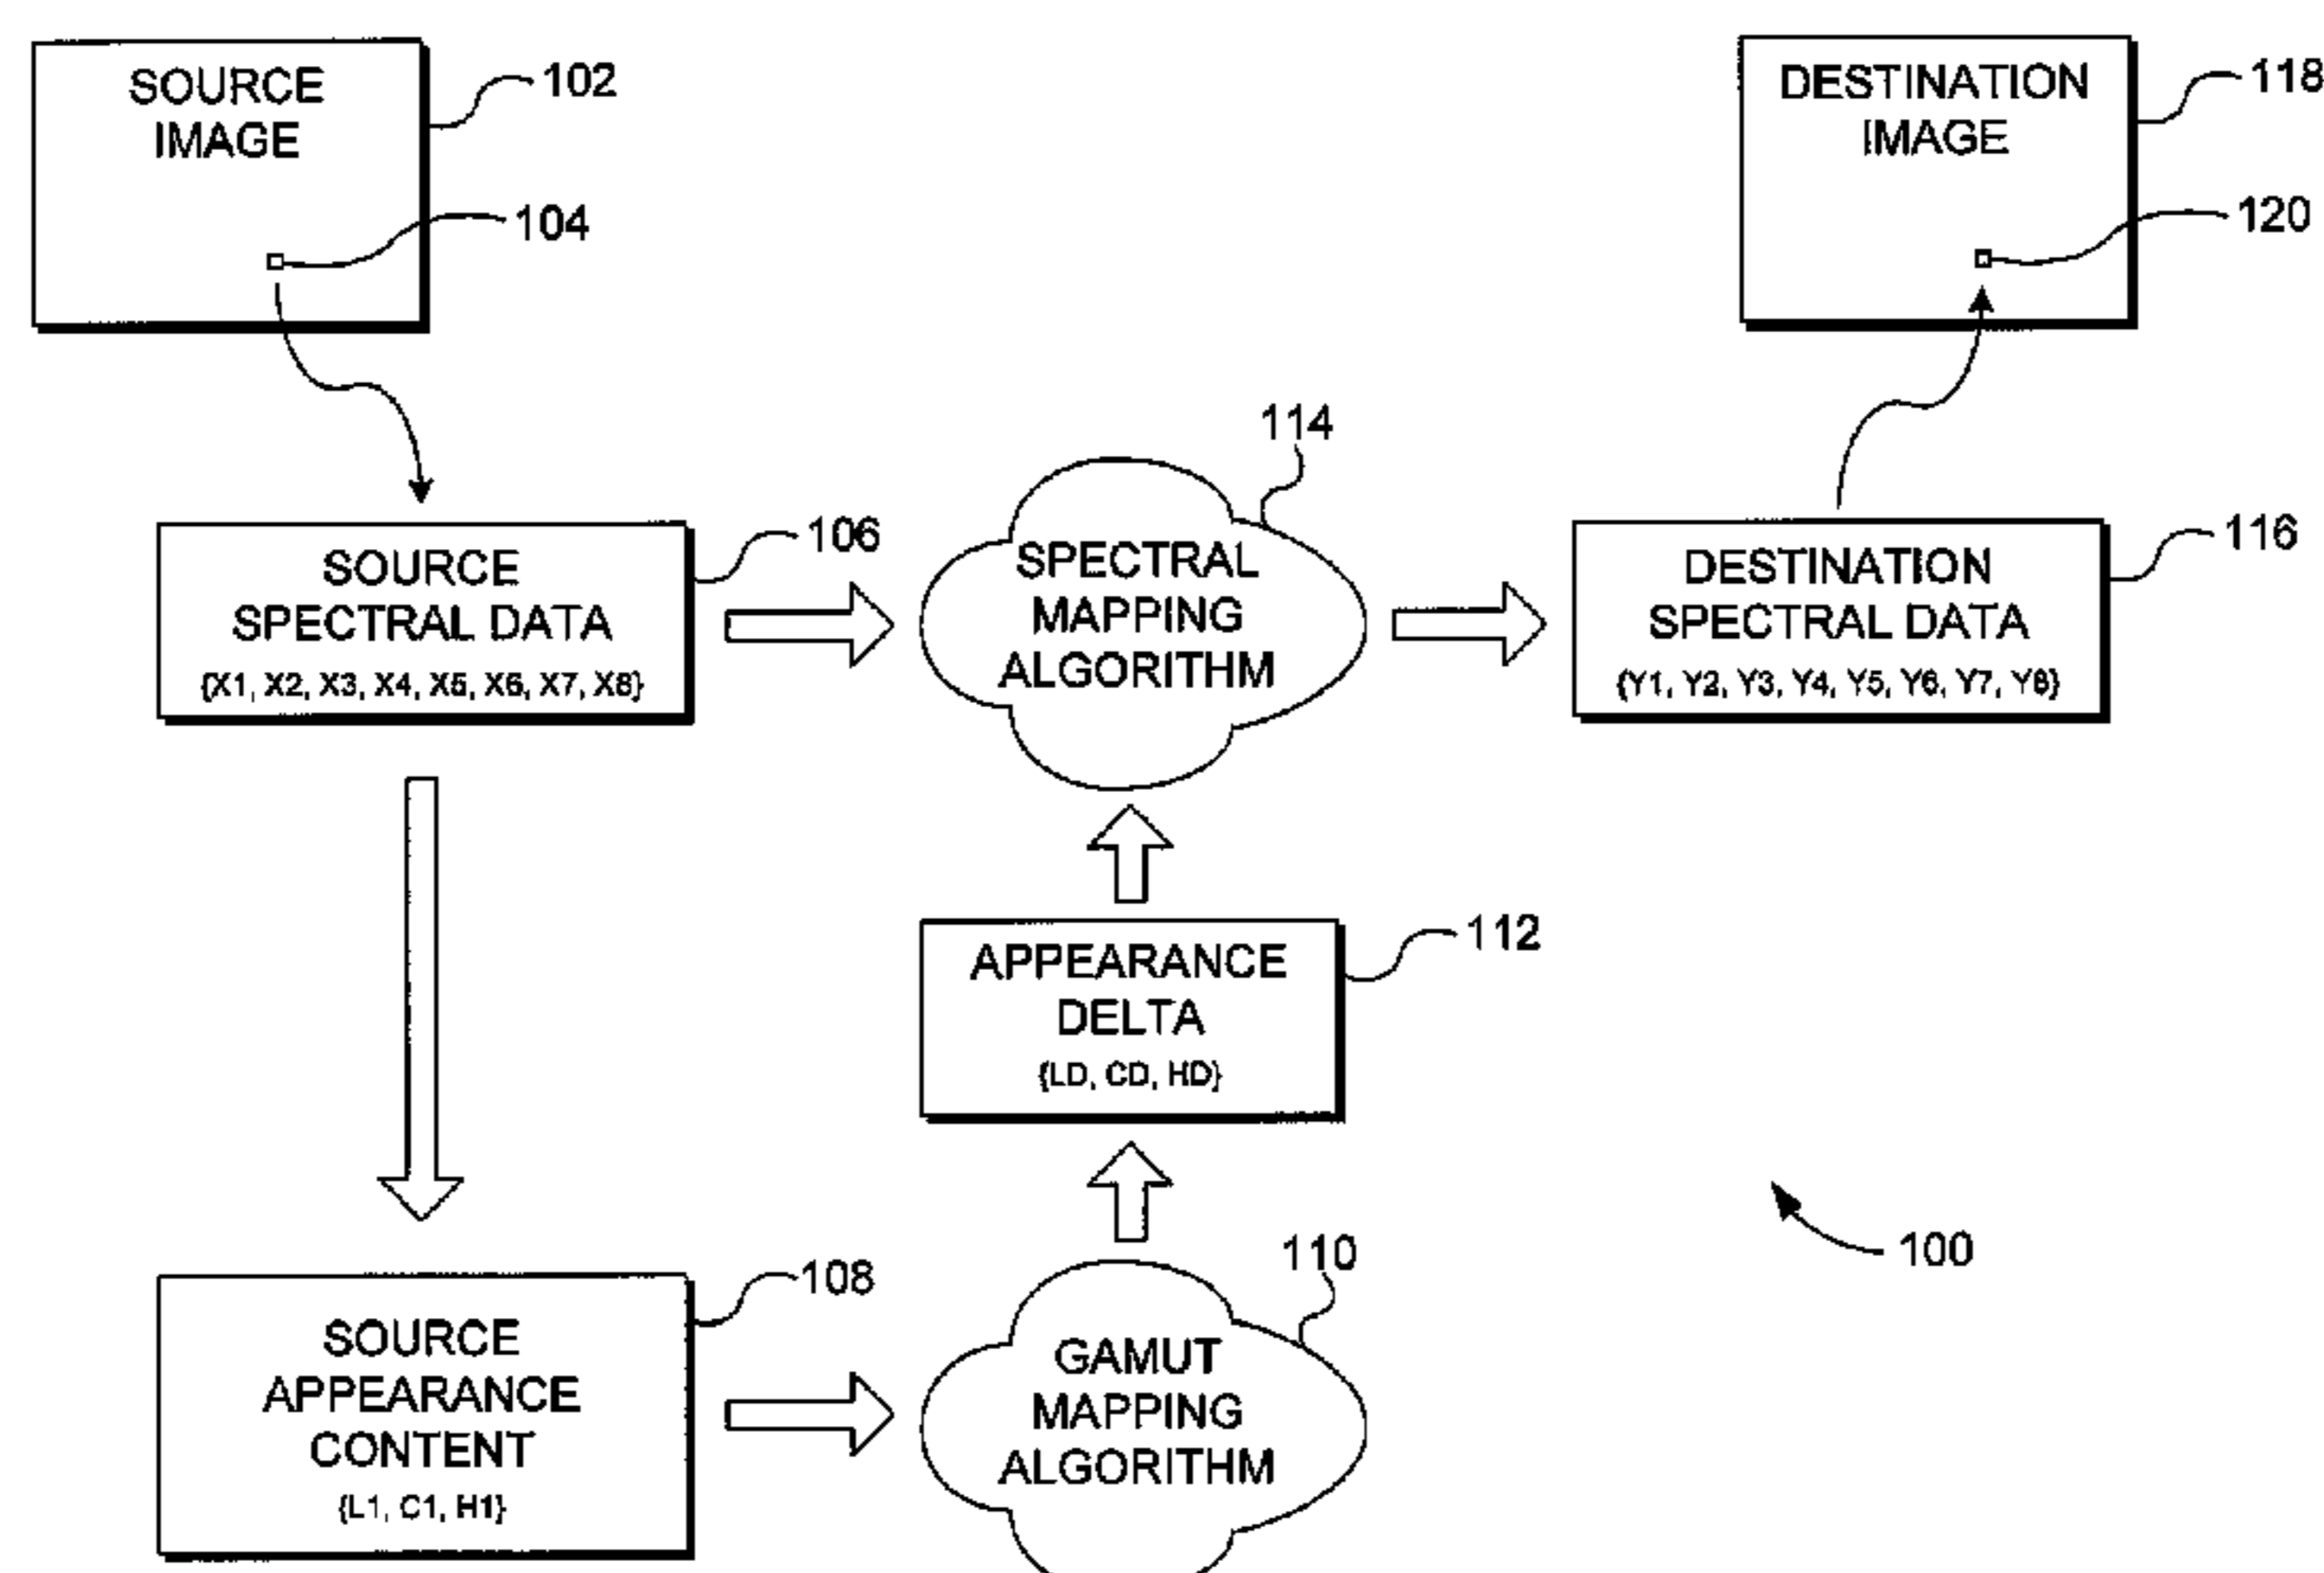 SOURCE
IMAGE
102
104
DESTINATION
IMAGE
118
120
SOURCE
SPECTRAL DATA
{X1, X2, X3, X4, X5, X6, X7, X8}
106
SPECTRAL
MAPPING
ALGORITHM
114
DESTINATION
SPECTRAL DATA
{Y1, Y2, Y3, Y4, Y5, Y6, Y7, Y8}
116
APPEARANCE
DELTA
{LD, CD, HD}
112
SOURCE
APPEARANCE
CONTENT
{L1, C1, H1}
108
GAMUT
MAPPING
ALGORITHM
110
100